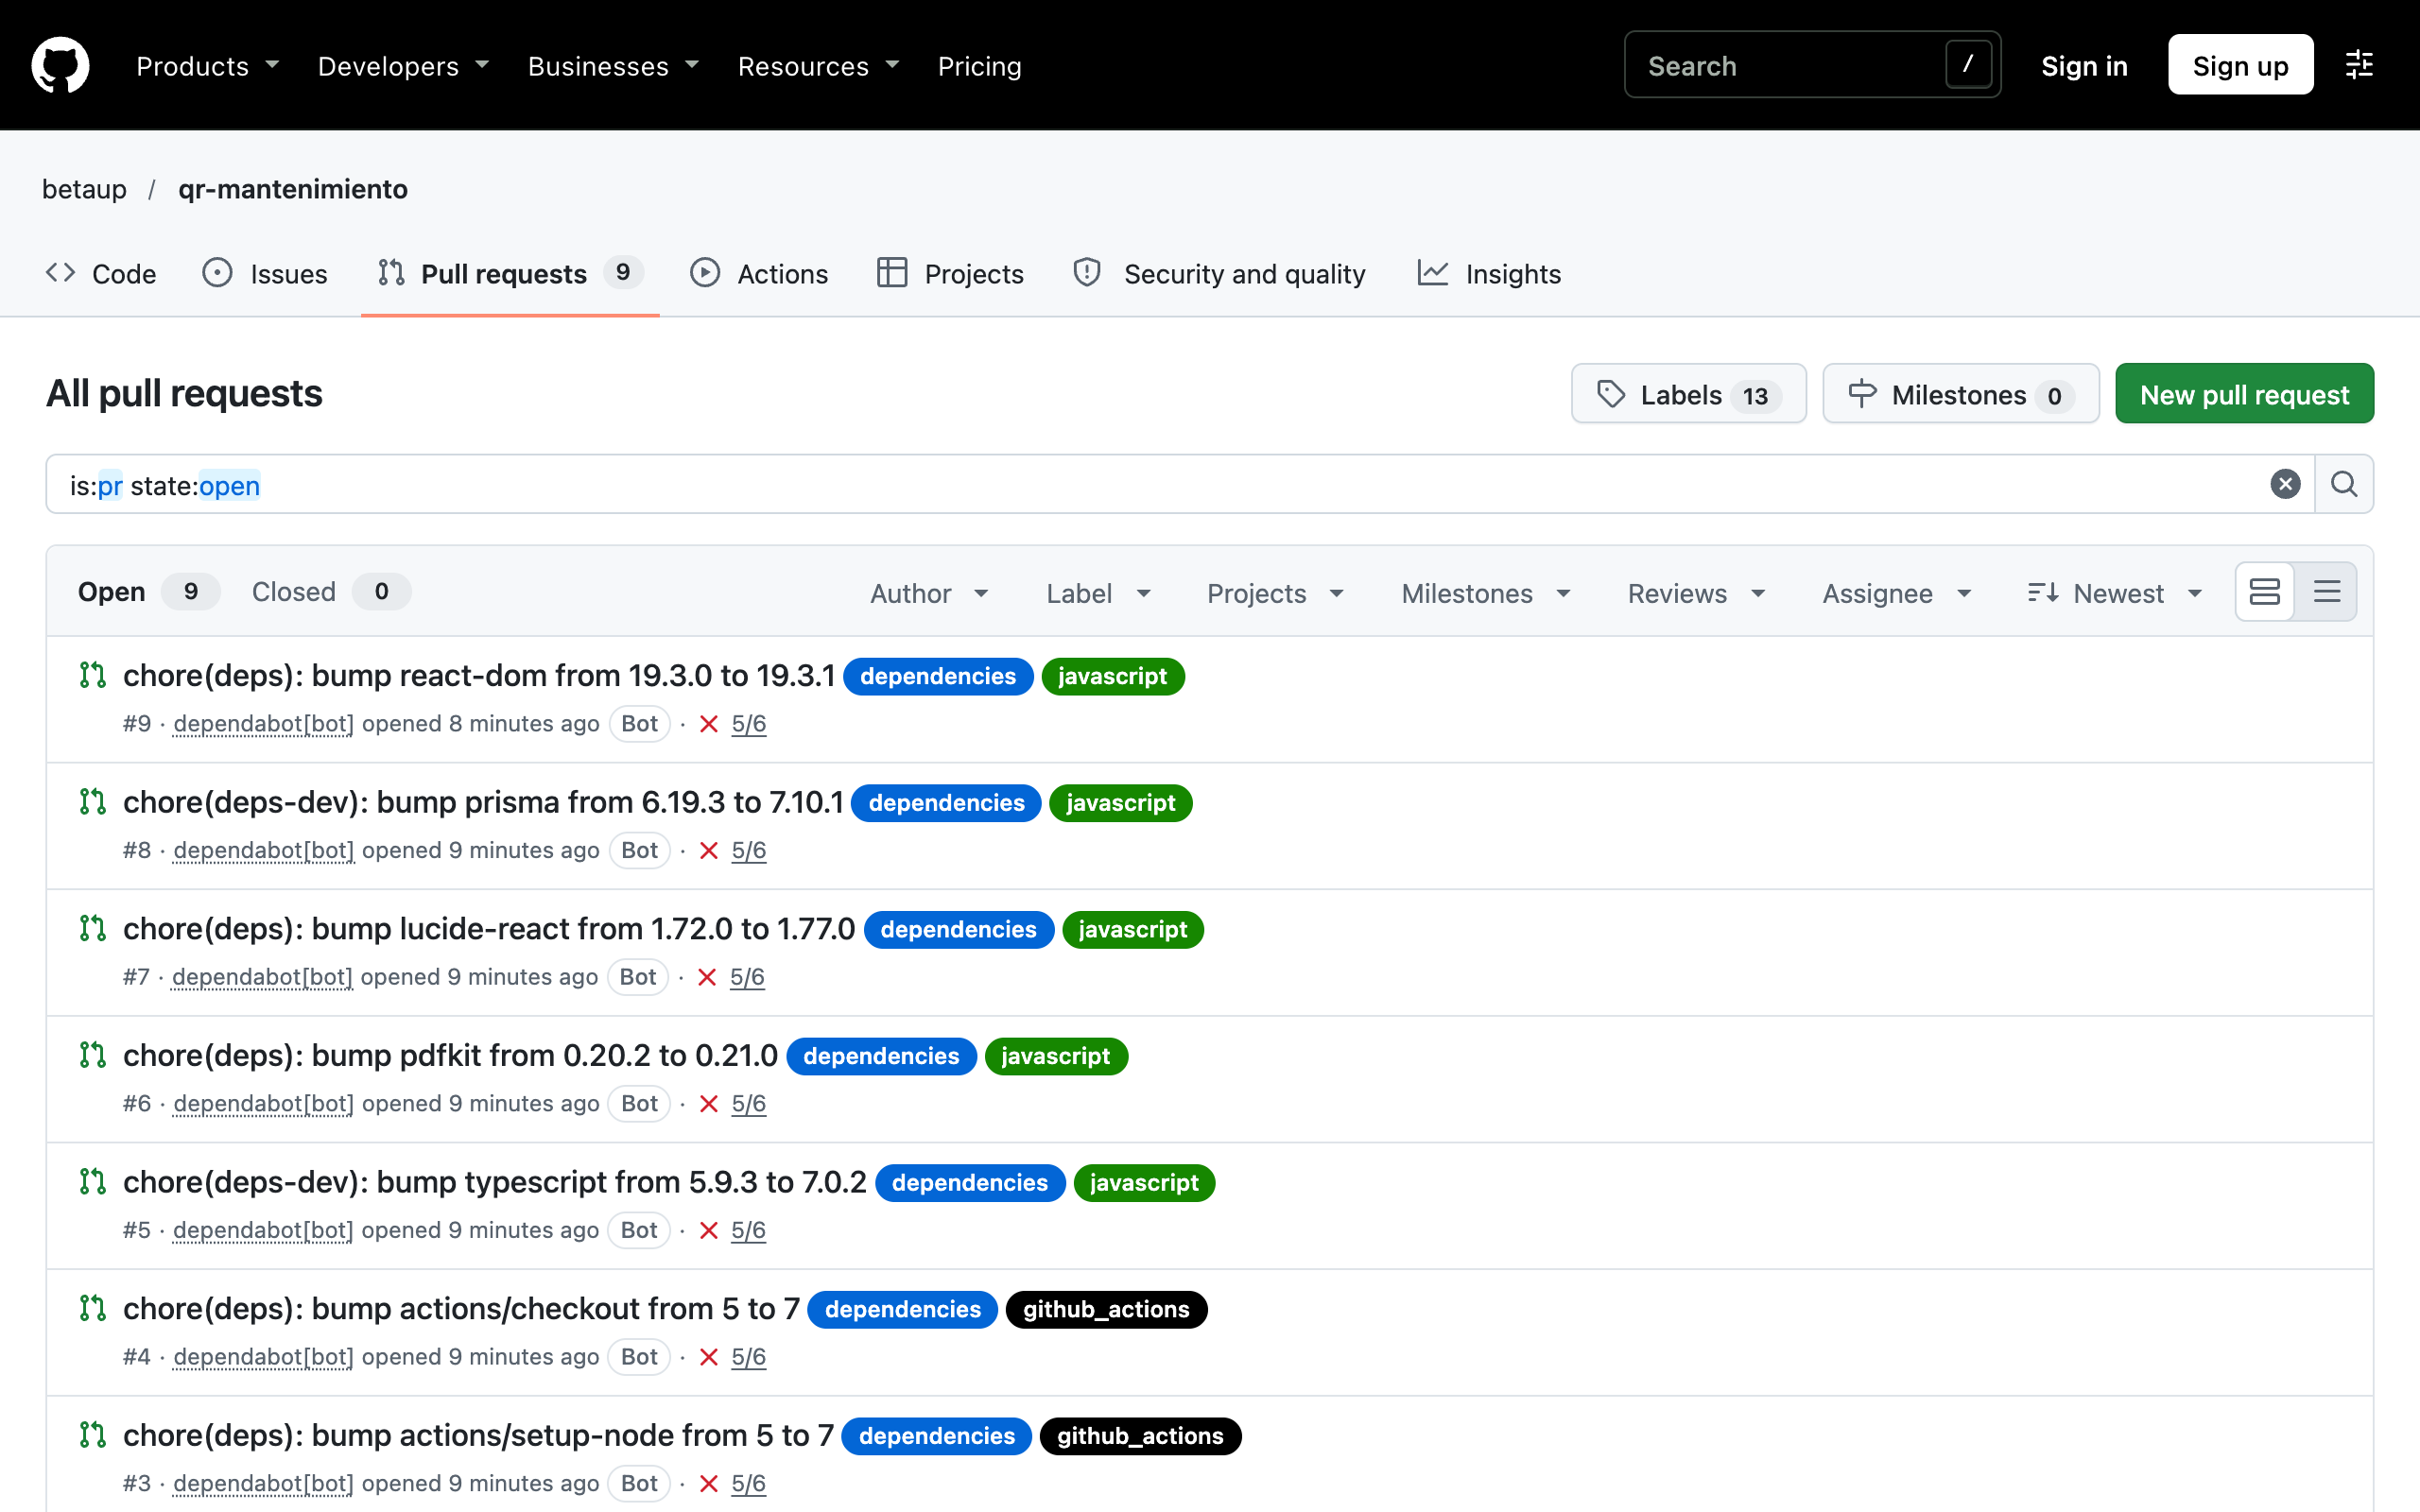 Products Developers Businesses Resources Pricing Search / Sign in Sign up
betaup / qr-mantenimiento
Code Issues Pull requests 9 Actions Projects Security and quality Insights
All pull requests Labels 13 Milestones 0 New pull request
is:pr state:open
Open 9 Closed 0 Author Label Projects Milestones Reviews Assignee Newest
chore(deps): bump react-dom from 19.3.0 to 19.3.1 dependencies javascript
#9 · dependabot[bot] opened 8 minutes ago Bot · 5/6
chore(deps-dev): bump prisma from 6.19.3 to 7.10.1 dependencies javascript
#8 · dependabot[bot] opened 9 minutes ago Bot · 5/6
chore(deps): bump lucide-react from 1.72.0 to 1.77.0 dependencies javascript
#7 · dependabot[bot] opened 9 minutes ago Bot · 5/6
chore(deps): bump pdfkit from 0.20.2 to 0.21.0 dependencies javascript
#6 · dependabot[bot] opened 9 minutes ago Bot · 5/6
chore(deps-dev): bump typescript from 5.9.3 to 7.0.2 dependencies javascript
#5 · dependabot[bot] opened 9 minutes ago Bot · 5/6
chore(deps): bump actions/checkout from 5 to 7 dependencies github_actions
#4 · dependabot[bot] opened 9 minutes ago Bot · 5/6
chore(deps): bump actions/setup-node from 5 to 7 dependencies github_actions
#3 · dependabot[bot] opened 9 minutes ago Bot · 5/6